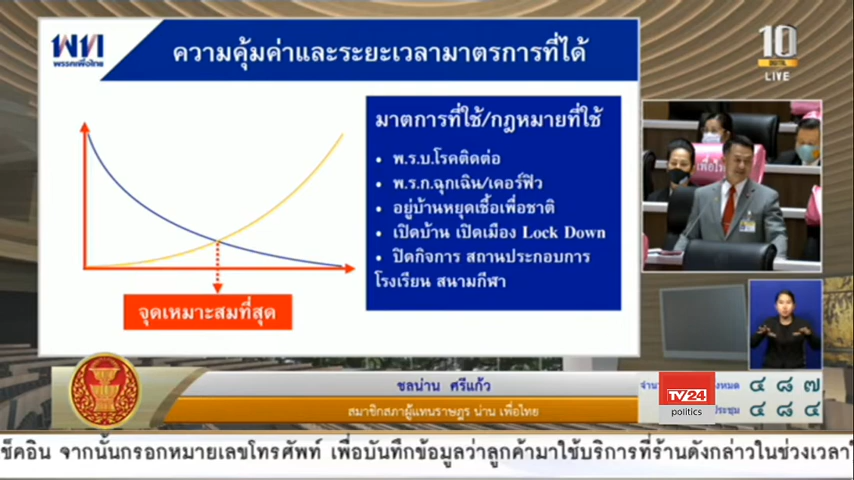 พท
พรรคเพื่อไทย
ความคุ้มค่าและระยะเวลามาตรการที่ได้
10
DIGITAL
LIVE
มาตการที่ใช้/กฎหมายที่ใช้
• พ.ร.บ.โรคติดต่อ
• พ.ร.ก.ฉุกเฉิน/เคอร์ฟิว
• อยู่บ้านหยุดเชื้อเพื่อชาติ
• เปิดบ้าน เปิดเมือง Lock Down
• ปิดกิจการ สถานประกอบการ
โรงเรียน สนามกีฬา
จุดเหมาะสมที่สุด
ชลน่าน ศรีแก้ว
สมาชิกสภาผู้แทนราษฎร น่าน เพื่อไทย
TV24
politics
๔๘๗
๔๘๔
ช็คอิน จากนั้นกรอกหมายเลขโทรศัพท์ เพื่อบันทึกข้อมูลว่าลูกค้ามาใช้บริการที่ร้านดังกล่าวในช่วงเวลา